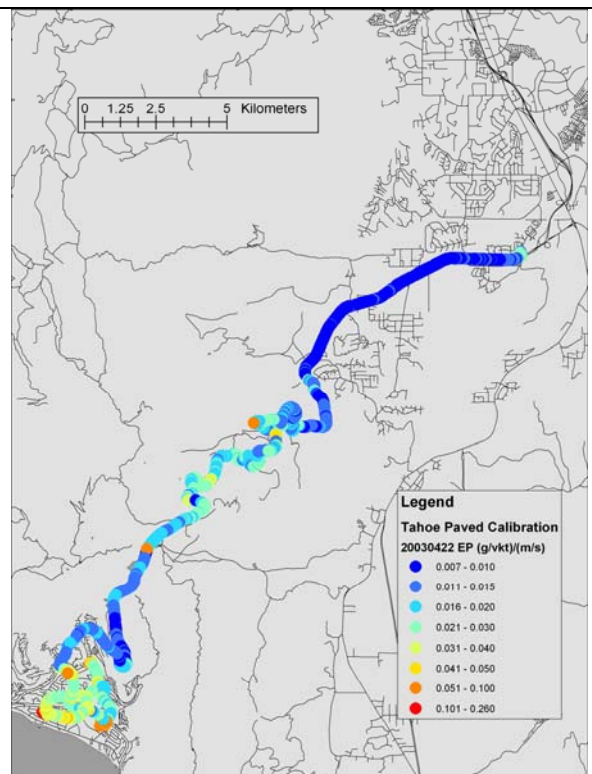 0 1.25 2.5 5 Kilometers
Legend
Tahoe Paved Calibration
20030422 EP (g/vkt)/(m/s)
0.007 - 0.010
0.011 - 0.015
0.016 - 0.020
0.021 - 0.030
0.031 - 0.040
0.041 - 0.050
0.051 - 0.100
0.101 - 0.260